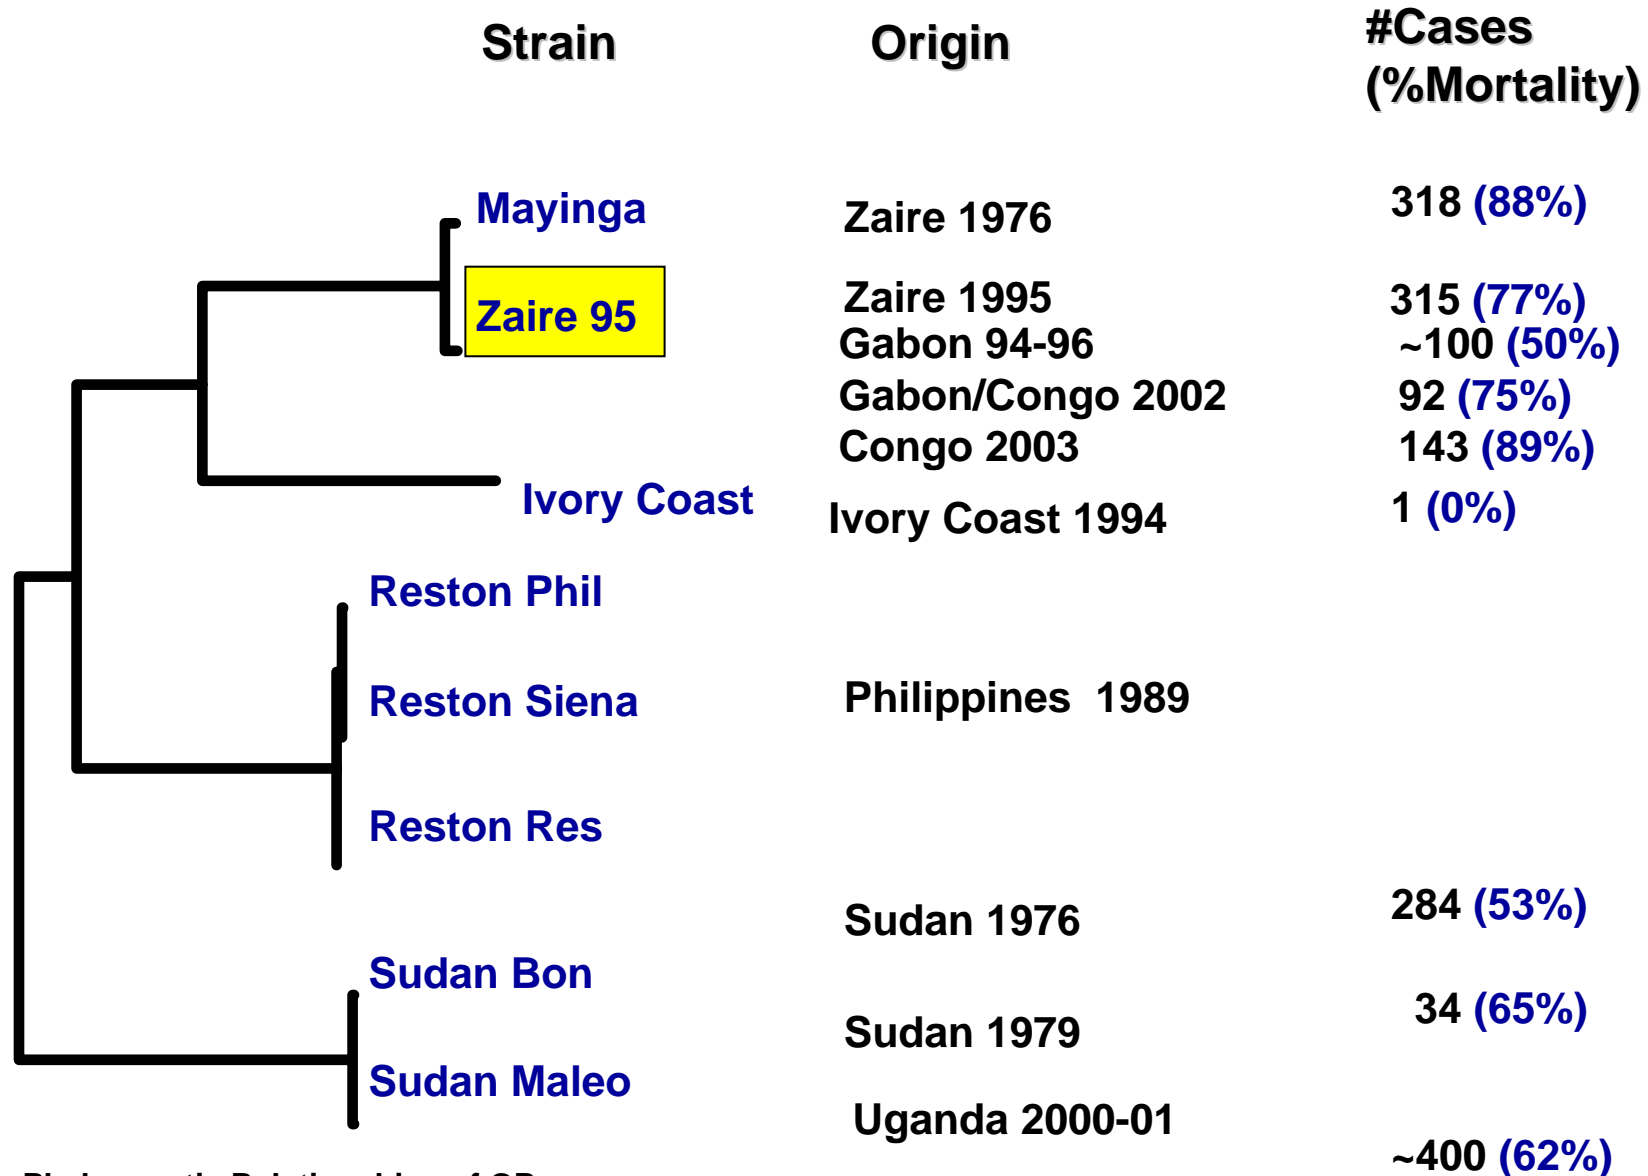 Strain Origin #Cases
(%Mortality)
Mayinga Zaire 1976 318 (88%)
Zaire 95 Zaire 1995 315 (77%)
Gabon 94-96 ~100 (50%)
Gabon/Congo 2002 92 (75%)
Congo 2003 143 (89%)
Ivory Coast Ivory Coast 1994 1 (0%)
Reston Phil
Reston Siena Philippines 1989
Reston Res
Sudan 1976 284 (53%)
Sudan Bon
Sudan 1979 34 (65%)
Sudan Maleo
Uganda 2000-01
~400 (62%)